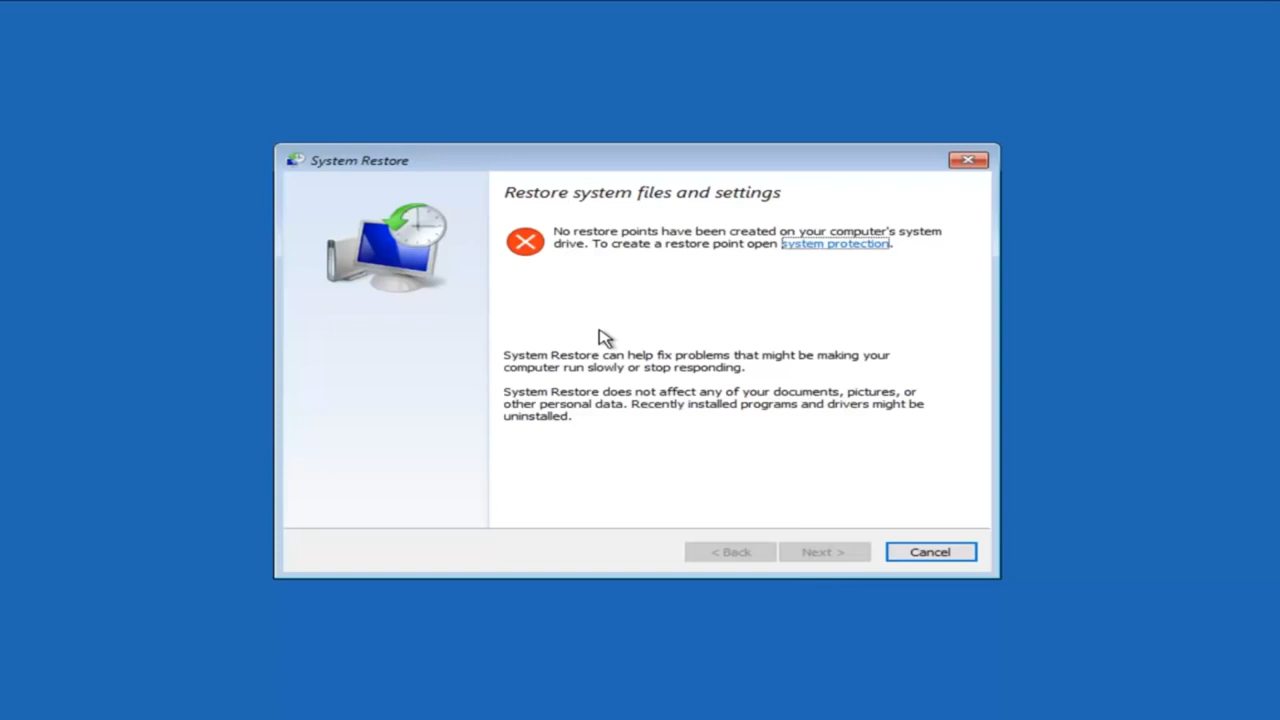 System Restore
Restore system files and settings
No restore points have been created on your computer's system
drive. To create a restore point open system protection.
System Restore can help fix problems that might be making your
computer run slowly or stop responding.
System Restore does not affect any of your documents, pictures, or
other personal data. Recently installed programs and drivers might be
uninstalled.
< Back Next > Cancel